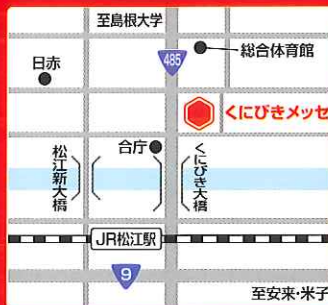 至島根大学
485
総合体育館
日赤
くにびきメッセ
合庁
松江新大橋
くにびき大橋
JR松江駅
9
至安来・米子